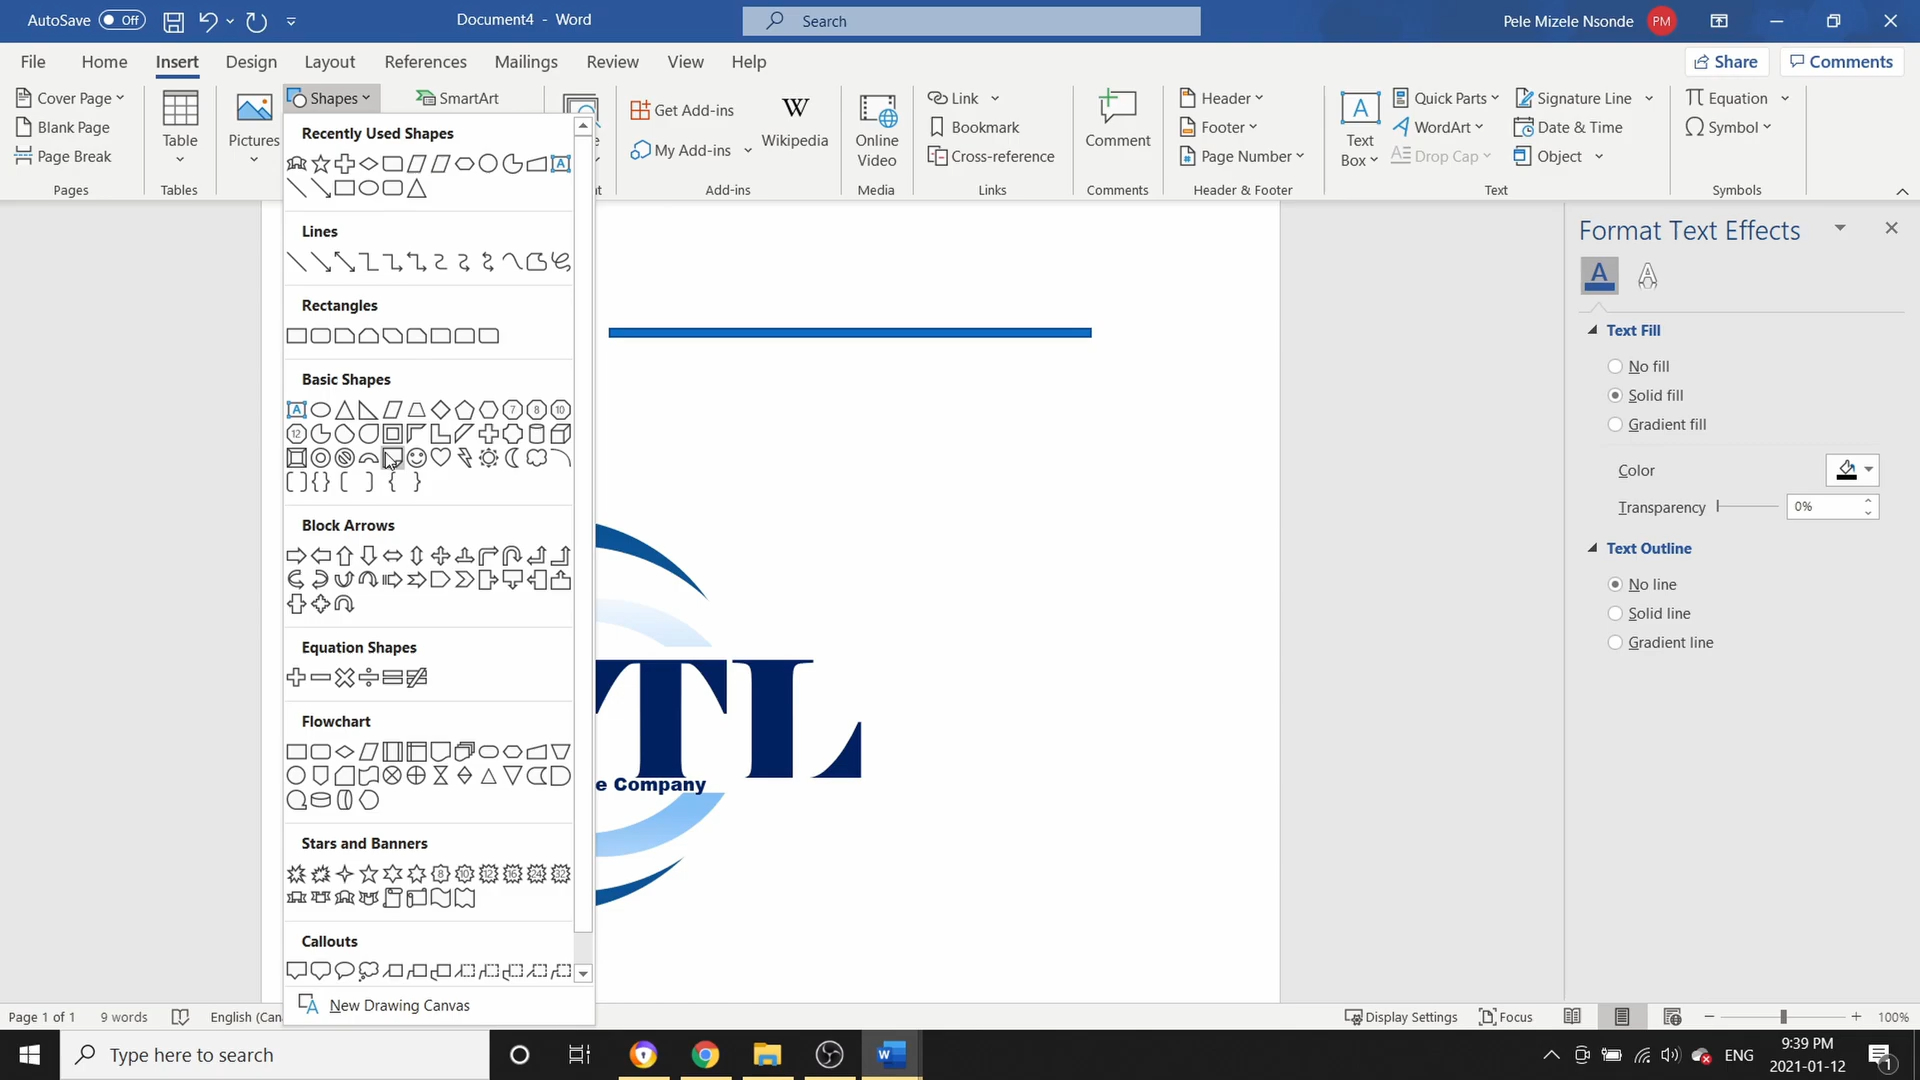 AutoSave Off Document4 - Word Search Pele Mizele Nsonde PM
File Home Insert Design Layout References Mailings Review View Help Share Comments
Cover Page
Blank Page
Page Break
Pages
Table
Tables
Pictures
Shapes
SmartArt
Get Add-ins
My Add-ins
Wikipedia
Add-ins
Online
Video
Media
Link
Bookmark
Cross-reference
Links
Comment
Comments
Header
Footer
Page Number
Header & Footer
Text
Box
Quick Parts
WordArt
Drop Cap
Signature Line
Date & Time
Object
Text
Equation
Symbol
Symbols
Recently Used Shapes
Lines
Rectangles
Basic Shapes
Block Arrows
Equation Shapes
Flowchart
Stars and Banners
Callouts
New Drawing Canvas
TL
e Company
Format Text Effects
Text Fill
No fill
Solid fill
Gradient fill
Color
Transparency 0%
Text Outline
No line
Solid line
Gradient line
Page 1 of 1 9 words English (Can Display Settings Focus 100%
Type here to search
ENG
9:39 PM
2021-01-12
1